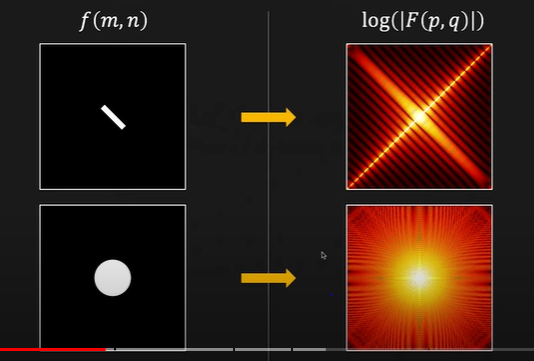 f(m, n)
log(|F(p, q)|)